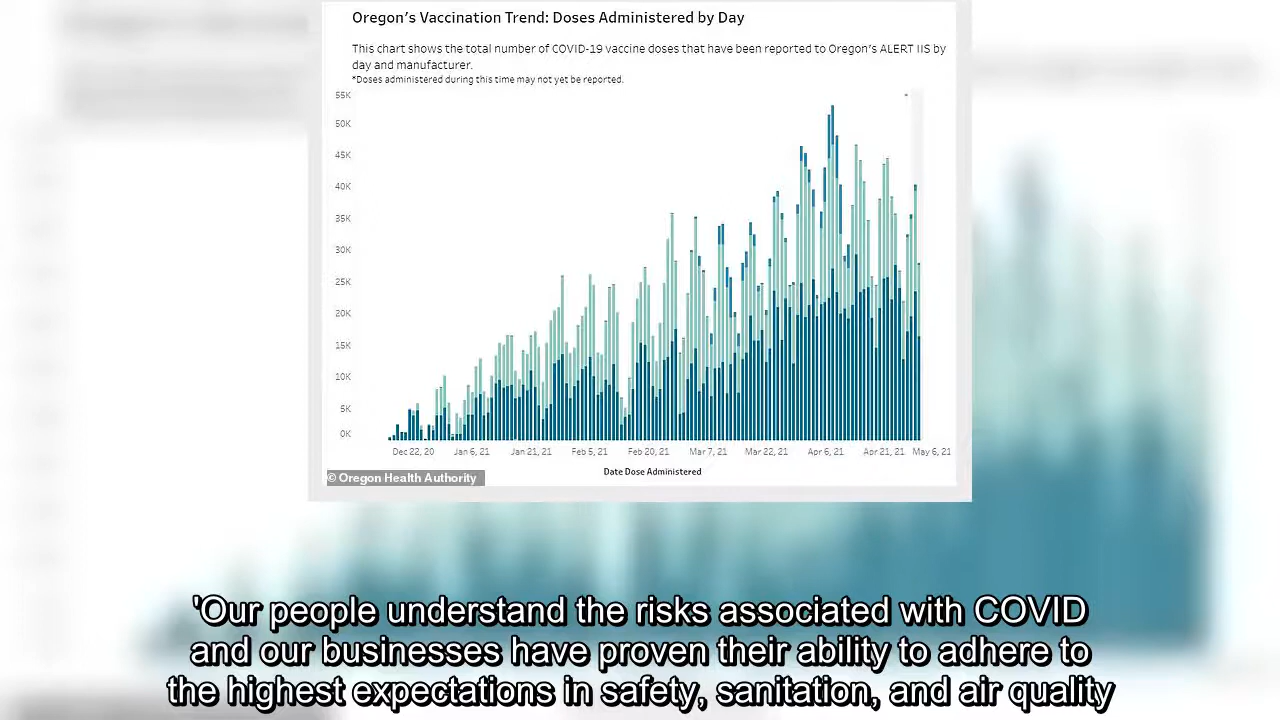 Oregon's Vaccination Trend: Doses Administered by Day
This chart shows the total number of COVID-19 vaccine doses that have been reported to Oregon's ALERT IIS by
day and manufacturer.
*Doses administered during this time may not yet be reported.
55K
50K
45K
40K
35K
30K
25K
20K
15K
10K
5K
0K
Dec 22, 20 Jan 6, 21 Jan 21, 21 Feb 5, 21 Feb 20, 21 Mar 7, 21 Mar 22, 21 Apr 6, 21 Apr 21, 21 May 6, 21
Date Dose Administered
© Oregon Health Authority
'Our people understand the risks associated with COVID
and our businesses have proven their ability to adhere to
the highest expectations in safety, sanitation, and air quality